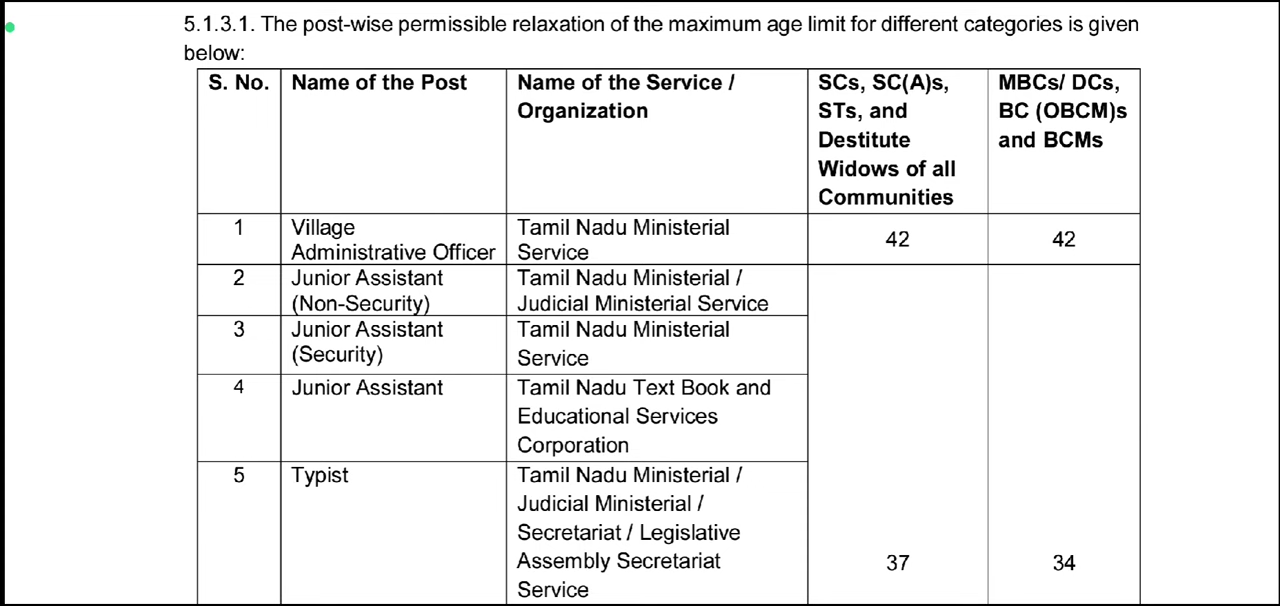 5.1.3.1. The post-wise permissible relaxation of the maximum age limit for different categories is given
below:
S. No.
Name of the Post
Name of the Service /
Organization
SCs, SC(A)s,
STs, and
Destitute
Widows of all
Communities
MBCs/ DCs,
BC (OBCM)s
and BCMs
1
Village
Administrative Officer
Tamil Nadu Ministerial
Service
42
42
2
Junior Assistant
(Non-Security)
Tamil Nadu Ministerial /
Judicial Ministerial Service
3
Junior Assistant
(Security)
Tamil Nadu Ministerial
Service
4
Junior Assistant
Tamil Nadu Text Book and
Educational Services
Corporation
5
Typist
Tamil Nadu Ministerial /
Judicial Ministerial /
Secretariat / Legislative
Assembly Secretariat
Service
37
34